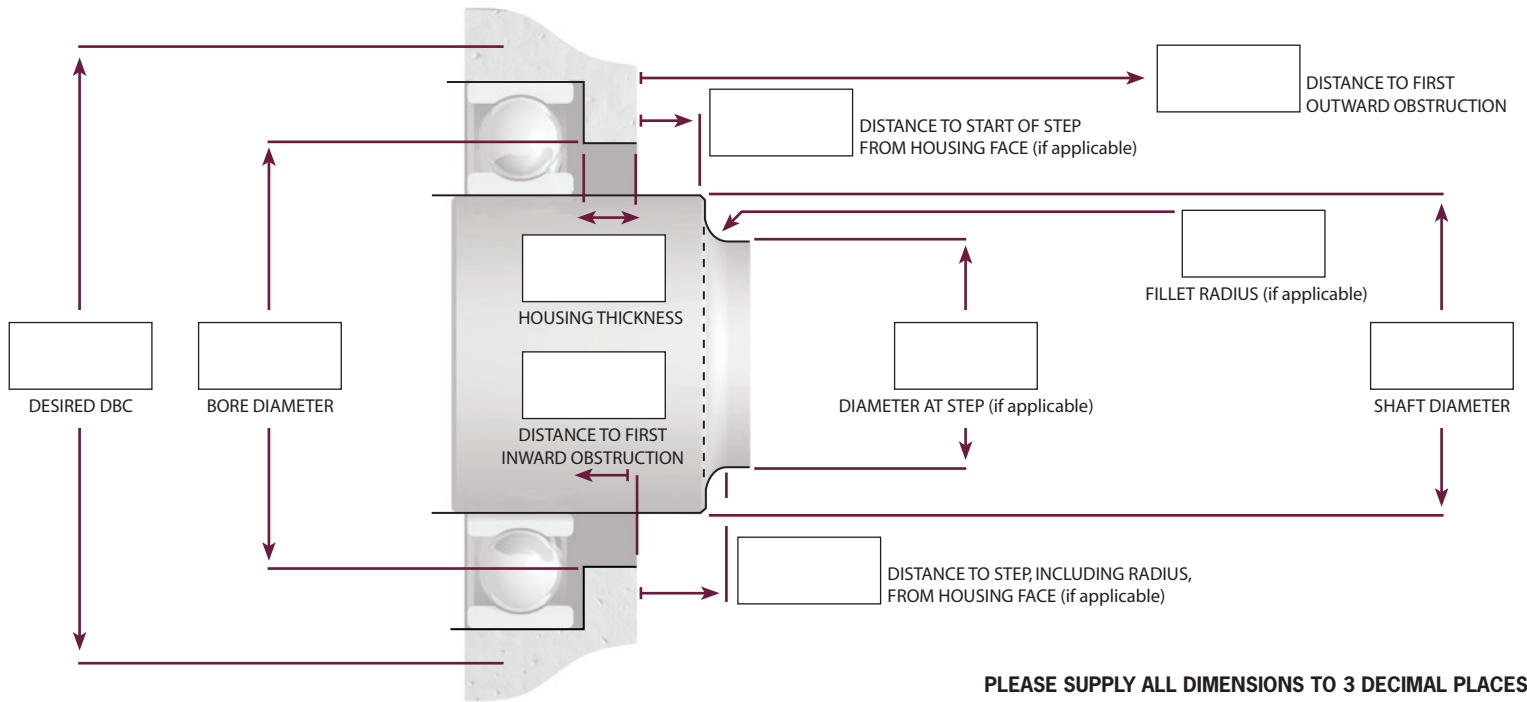 DISTANCE TO FIRST
OUTWARD OBSTRUCTION
DISTANCE TO START OF STEP
FROM HOUSING FACE (if applicable)
FILLET RADIUS (if applicable)
HOUSING THICKNESS
DESIRED DBC
BORE DIAMETER
DIAMETER AT STEP (if applicable)
SHAFT DIAMETER
DISTANCE TO FIRST
INWARD OBSTRUCTION
DISTANCE TO STEP, INCLUDING RADIUS,
FROM HOUSING FACE (if applicable)
PLEASE SUPPLY ALL DIMENSIONS TO 3 DECIMAL PLACES